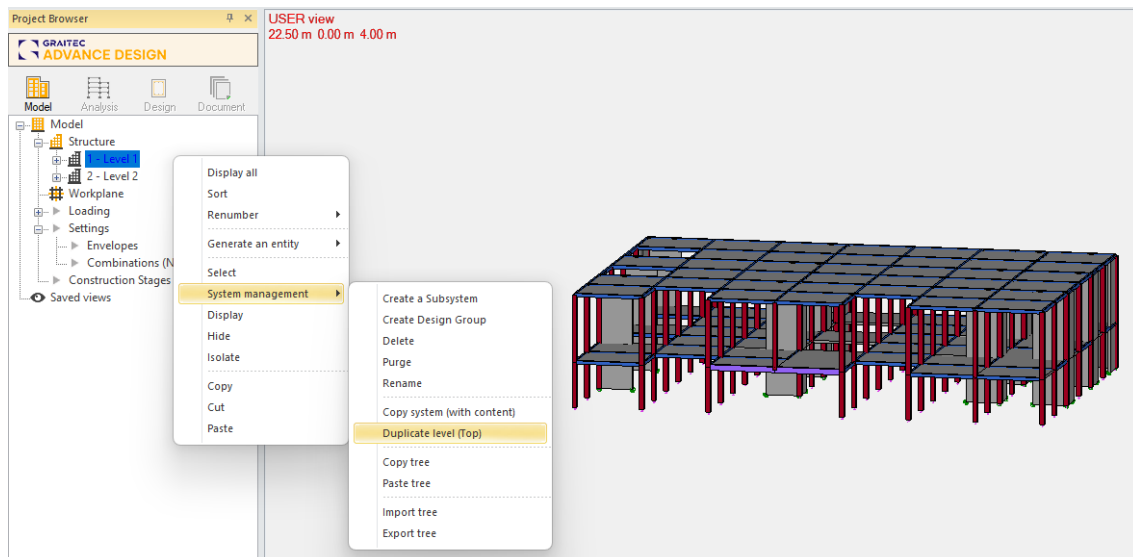 Project Browser
GRAITEC
ADVANCE DESIGN
Model
Analysis
Design
Document
Model
Structure
1 - Level 1
2 - Level 2
Workplane
Loading
Settings
Envelopes
Combinations (N
Construction Stages
Saved views
Display all
Sort
Renumber
Generate an entity
Select
System management
Display
Hide
Isolate
Copy
Cut
Paste
Create a Subsystem
Create Design Group
Delete
Purge
Rename
Copy system (with content)
Duplicate level (Top)
Copy tree
Paste tree
Import tree
Export tree
USER view
22.50 m 0.00 m 4.00 m